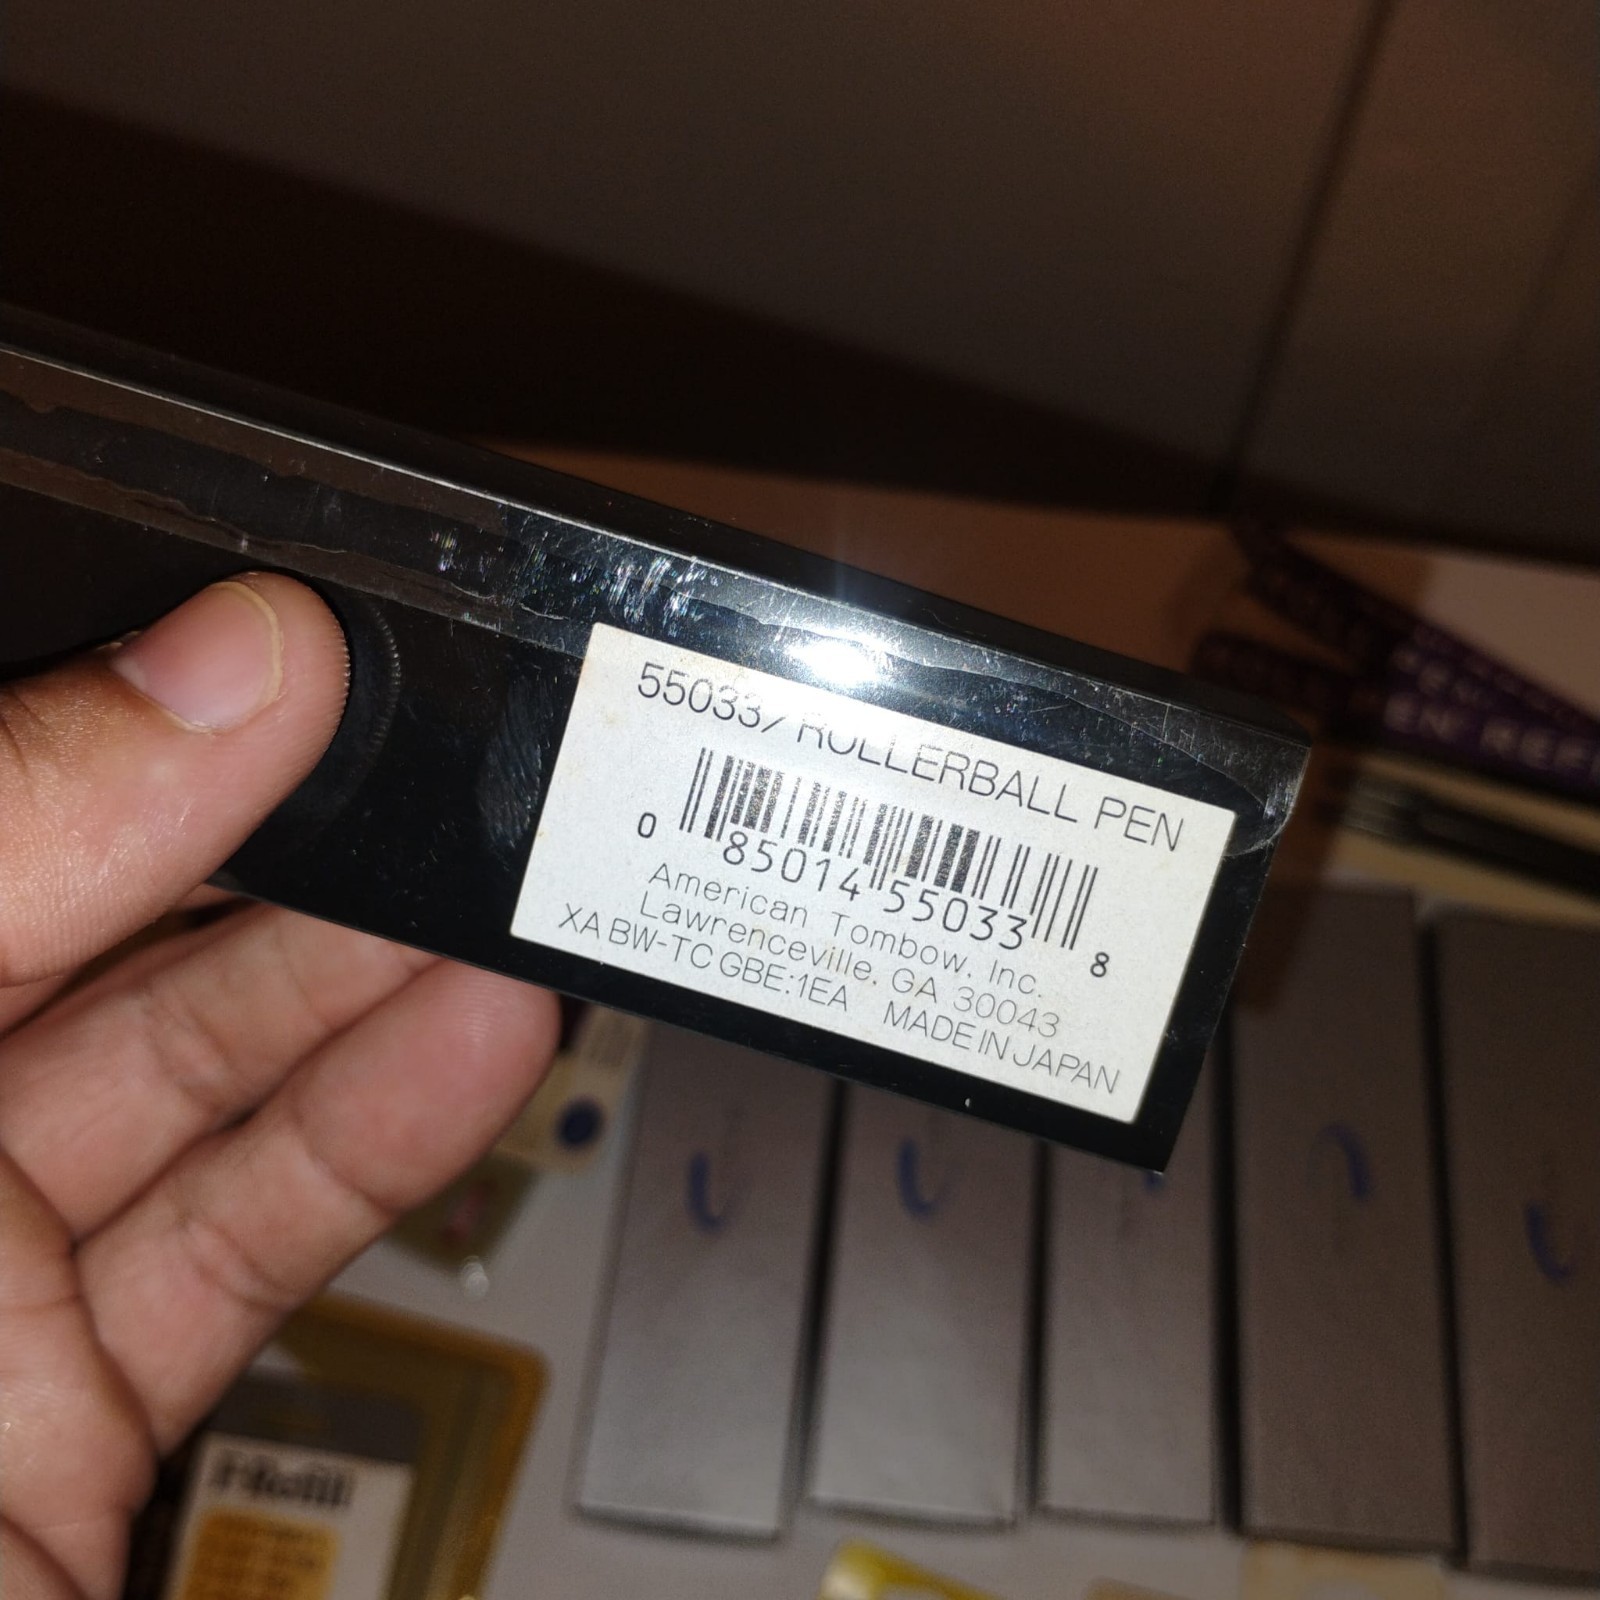 55033/ ROLLERBALL PEN
0 85014 55033 8
American Tombow, Inc.
Lawrenceville, GA 30043
XA BW-TC GBE:1EA MADE IN JAPAN
Refill